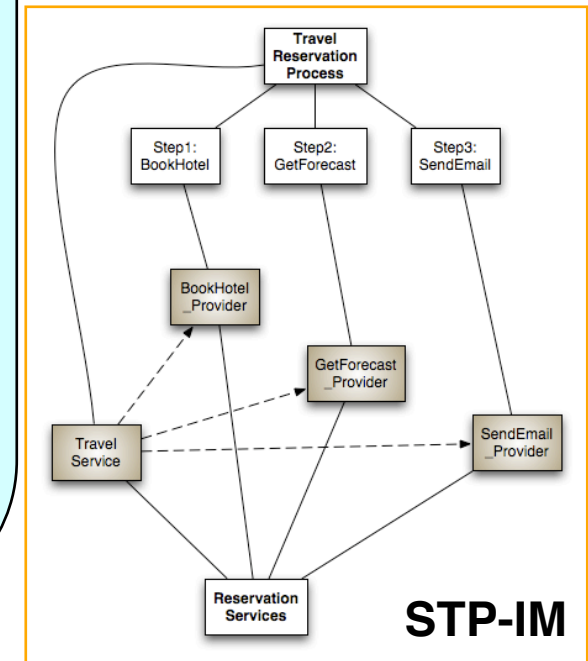 Travel
Reservation
Process
Step1:
BookHotel
Step2:
GetForecast
Step3:
SendEmail
BookHotel
_Provider
GetForecast
_Provider
Travel
Service
SendEmail
_Provider
Reservation
Services
STP-IM